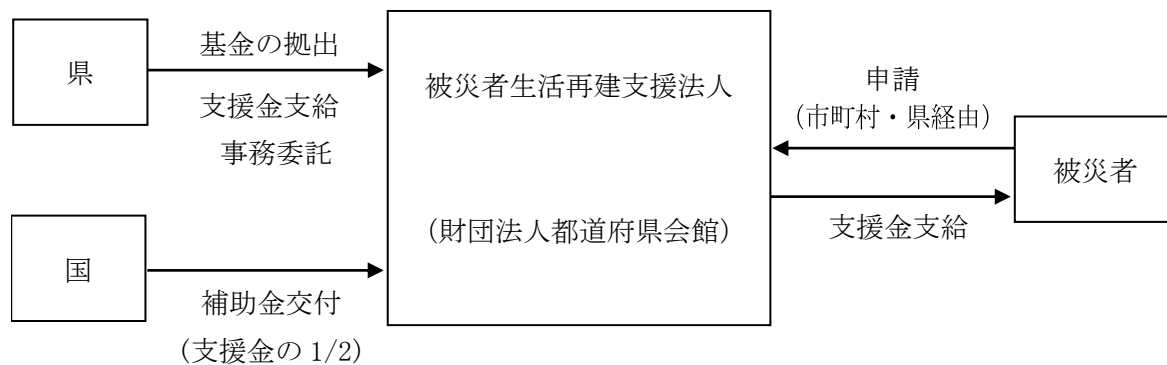 県
基金の拠出
支援金支給
事務委託
国
補助金交付
(支援金の 1/2)
被災者生活再建支援法人
(財団法人都道府県会館)
申請
(市町村・県経由)
支援金支給
被災者